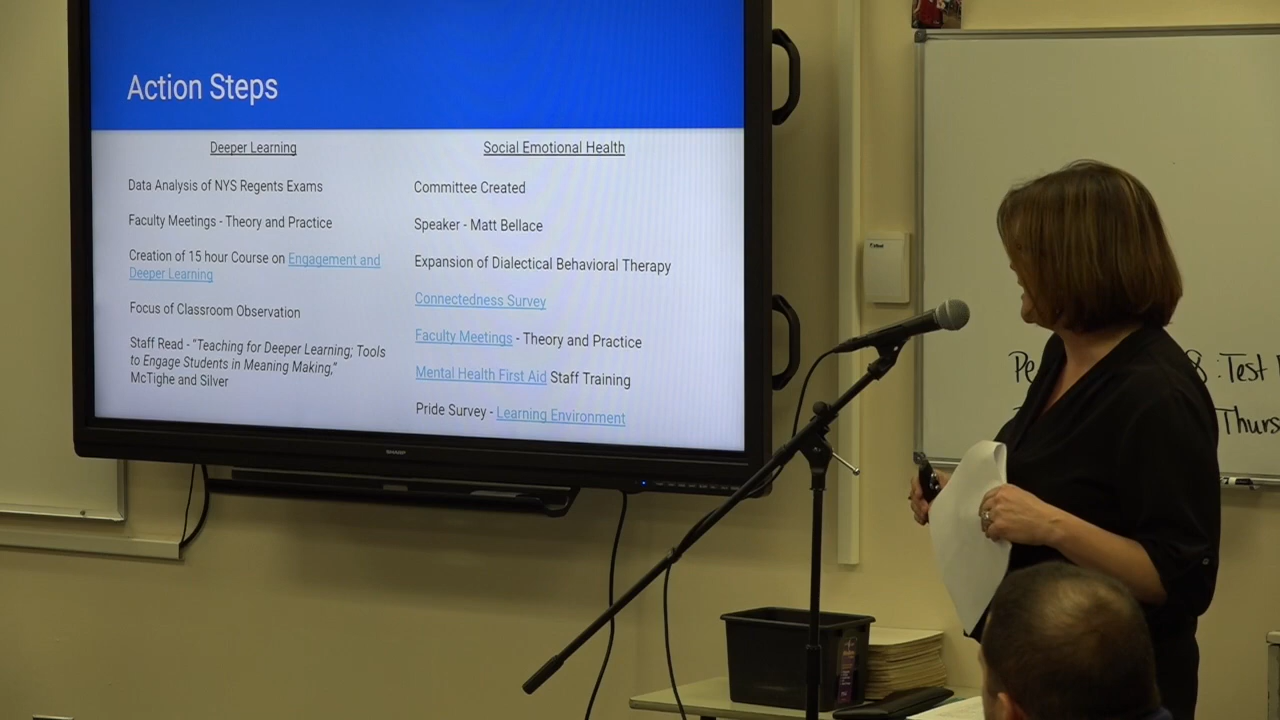 Action Steps
Deeper Learning
Data Analysis of NYS Regents Exams
Faculty Meetings - Theory and Practice
Creation of 15 hour Course on Engagement and
Deeper Learning
Focus of Classroom Observation
Staff Read - "Teaching for Deeper Learning; Tools
to Engage Students in Meaning Making,"
McTighe and Silver
Social Emotional Health
Committee Created
Speaker - Matt Bellace
Expansion of Dialectical Behavioral Therapy
Connectedness Survey
Faculty Meetings - Theory and Practice
Mental Health First Aid Staff Training
Pride Survey - Learning Environment
SHARP
8 : Test
Thurs